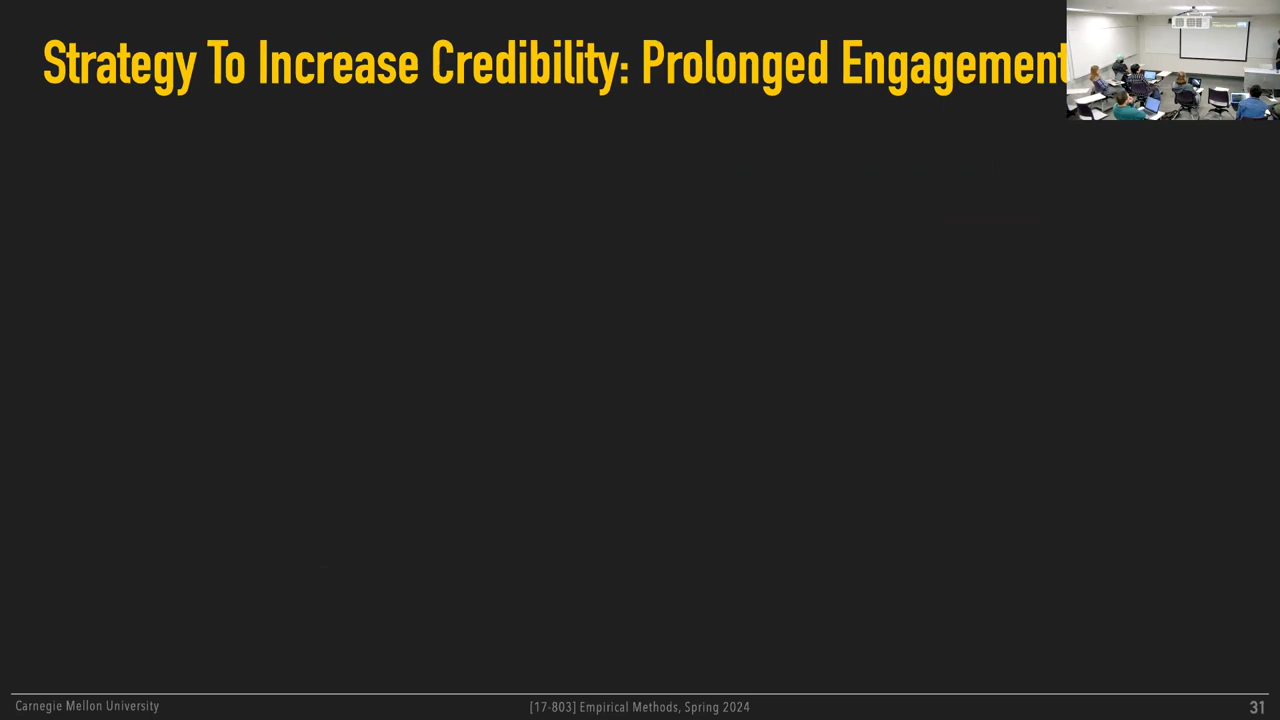 Strategy To Increase Credibility: Prolonged Engagement
Carnegie Mellon University
[17-803] Empirical Methods, Spring 2024
31